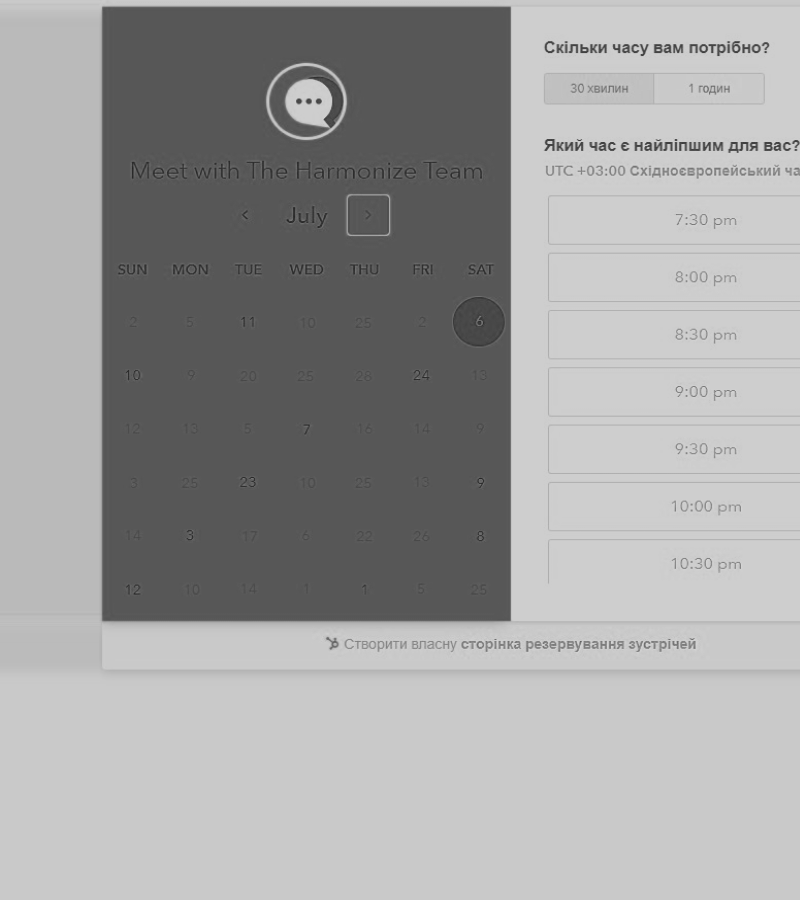 Meet with The Harmonize Team
July
SUN MON TUE WED THU FRI SAT
2 5 11 10 25 2 6
10 9 20 25 28 24 13
12 13 5 7 16 14 9
3 25 23 10 25 13 9
14 3 17 6 22 26 8
12 10 14 1 1 5 25
Скільки часу вам потрібно?
30 хвилин 1 годин
Який час є найліпшим для вас?
UTC +03:00 Східноєвропейський ча
7:30 pm
8:00 pm
8:30 pm
9:00 pm
9:30 pm
10:00 pm
10:30 pm
Створити власну сторінка резервування зустрічей